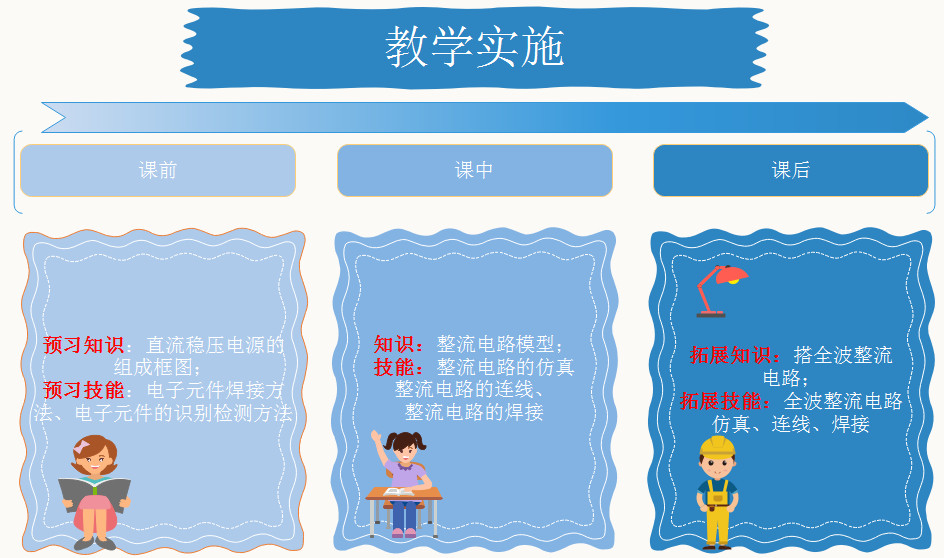 教学实施
课前
课中
课后
预习知识：直流稳压电源的
组成框图；
预习技能：电子元件焊接方
法、电子元件的识别检测方法
知识：整流电路模型；
技能：整流电路的仿真
整流电路的连线、
整流电路的焊接
拓展知识：搭全波整流
电路；
拓展技能：全波整流电路
仿真、连线、焊接